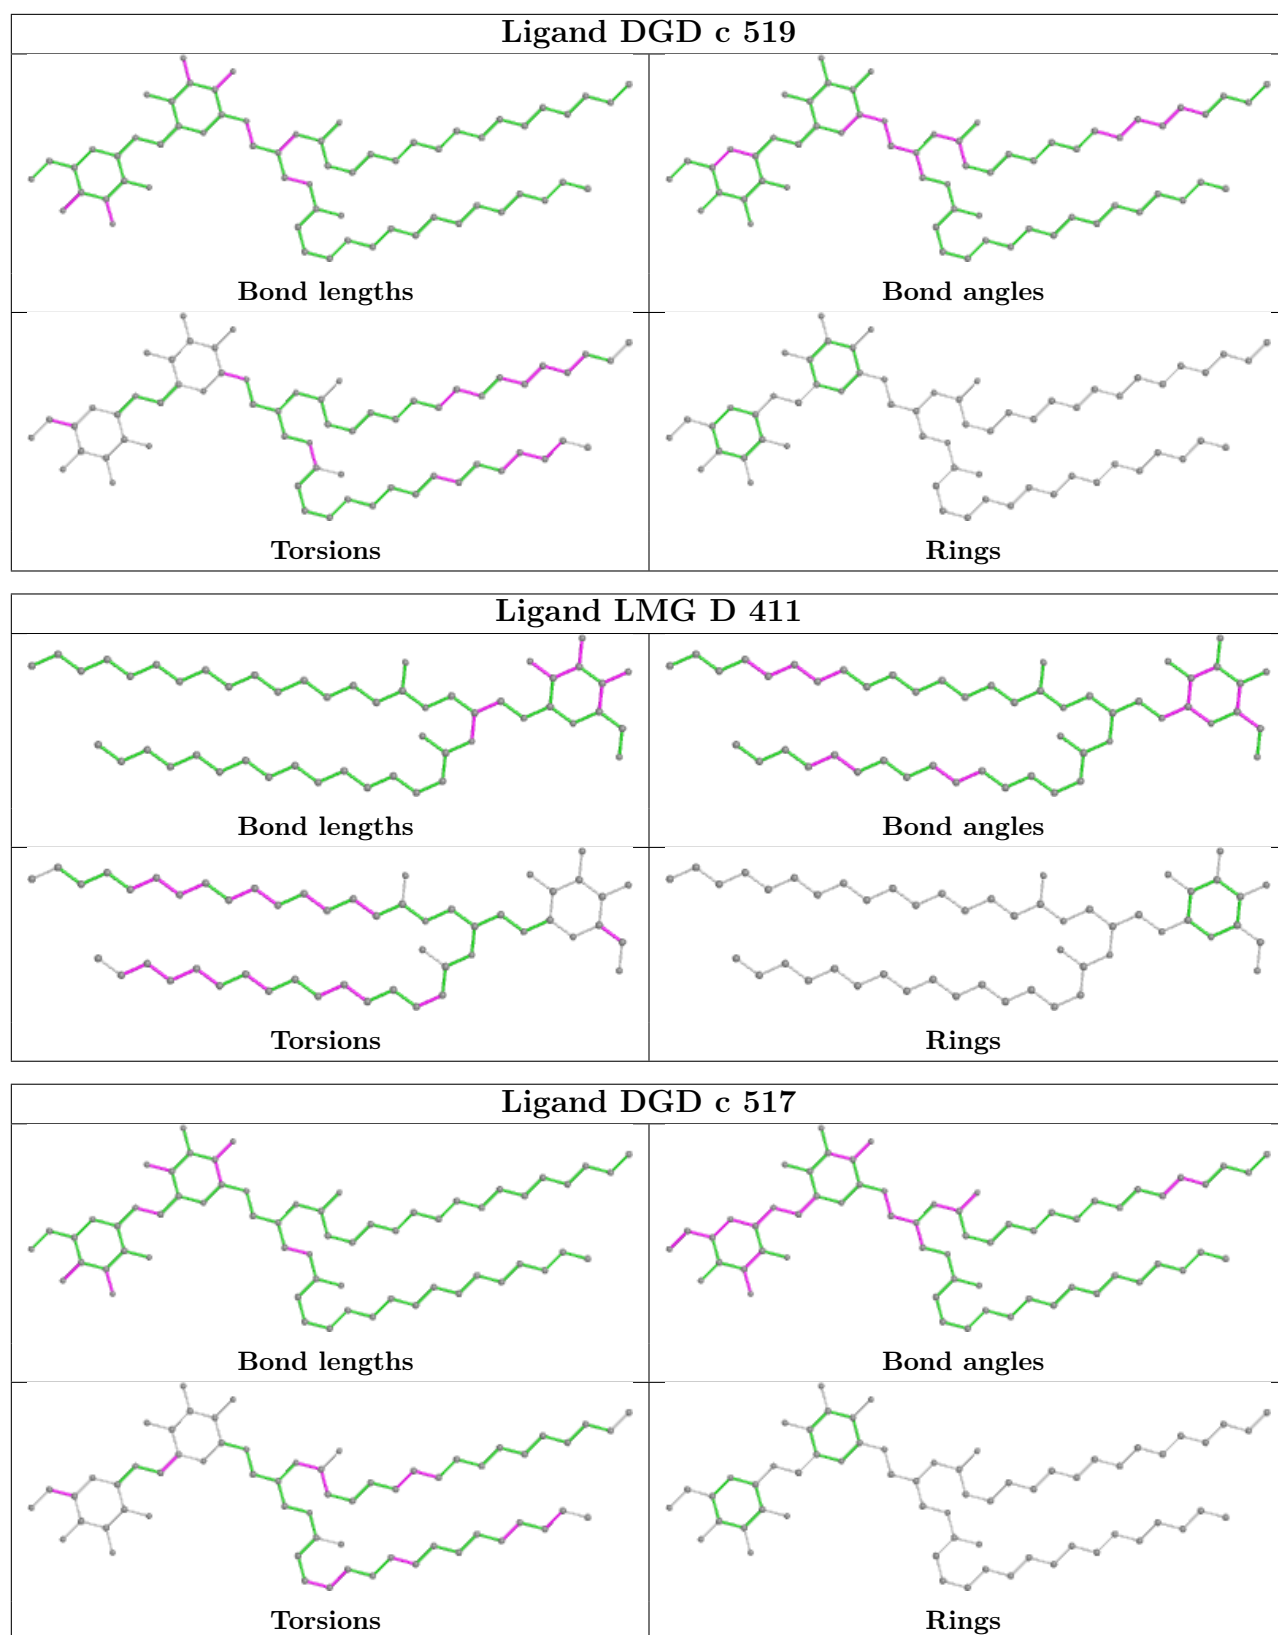 Ligand DGD c 519
Bond lengths
Bond angles
Torsions
Rings
Ligand LMG D 411
Bond lengths
Bond angles
Torsions
Rings
Ligand DGD c 517
Bond lengths
Bond angles
Torsions
Rings